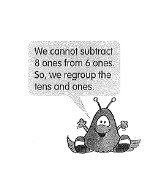 We cannot subtract
8 ones from 6 ones.
So, we regroup the
tens and ones.